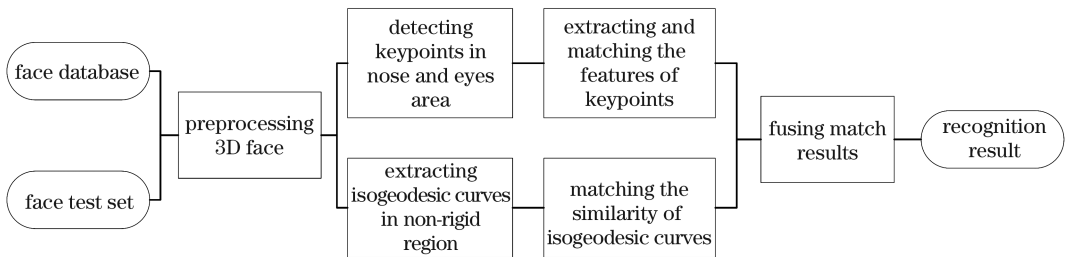 face database
face test set
preprocessing
3D face
detecting
keypoints in
nose and eyes
area
extracting and
matching the
features of
keypoints
extracting
isogeodesic curves
in non-rigid
region
matching the
similarity of
isogeodesic curves
fusing match
results
recognition
result